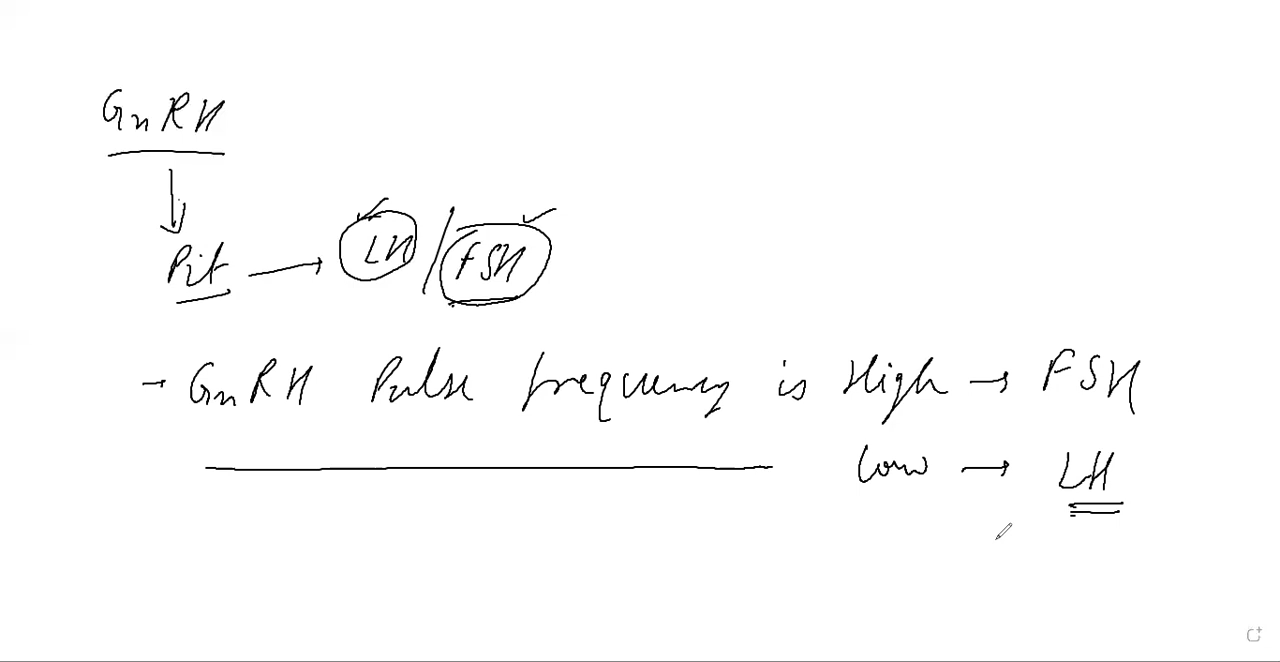 GnRH
Pit → LH / FSH
→ GnRH Pulse frequency is High → FSH
Low → LH